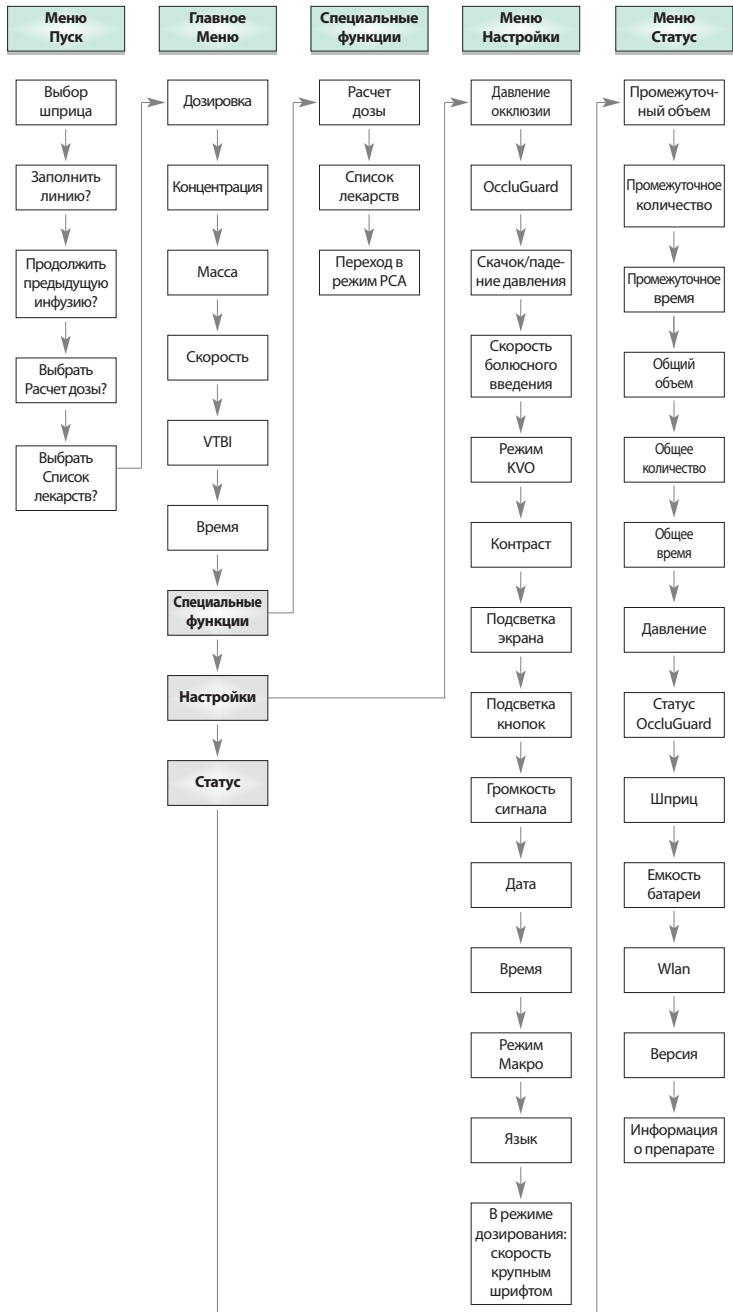 Меню
Пуск
Выбор
шприца
Заполнить
линию?
Продолжить
предыдущую
инфузию?
Выбрать
Расчет дозы?
Выбрать
Список
лекарств?
Главное
Меню
Дозировка
Концентрация
Масса
Скорость
VTBI
Время
Специальные
функции
Настройки
Статус
Специальные
функции
Расчет
дозы
Список
лекарств
Переход в
режим PCA
Меню
Настройки
Давление
окклюзии
OccluGuard
Скачок/паде-
ние давления
Скорость
болюсного
введения
Режим
KVO
Контраст
Подсветка
экрана
Подсветка
кнопок
Громкость
сигнала
Дата
Время
Режим
Макро
Язык
В режиме
дозирования:
скорость
крупным
шрифтом
Меню
Статус
Промежуточ-
ный объем
Промежуточное
количество
Промежуточное
время
Общий
объем
Общее
количество
Общее
время
Давление
Статус
OccluGuard
Шприц
Емкость
батареи
Wlan
Версия
Информация
о препарате